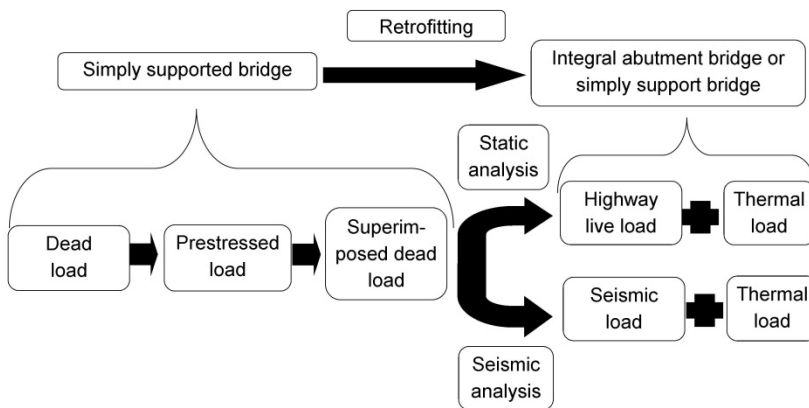 Retrofitting
Simply supported bridge
Integral abutment bridge or
simply support bridge
Static
analysis
Dead
load
Prestressed
load
Superim-
posed dead
load
Highway
live load
Thermal
load
Seismic
load
Thermal
load
Seismic
analysis